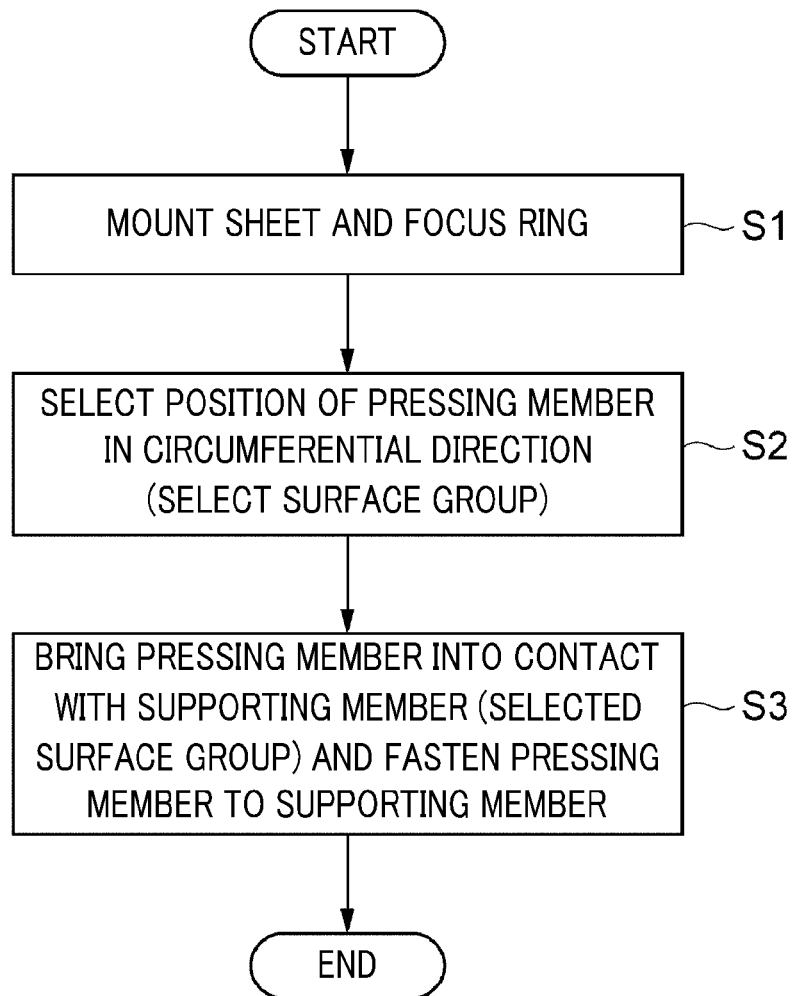 START
MOUNT SHEET AND FOCUS RING
S1
SELECT POSITION OF PRESSING MEMBER
IN CIRCUMFERENTIAL DIRECTION
(SELECT SURFACE GROUP)
S2
BRING PRESSING MEMBER INTO CONTACT
WITH SUPPORTING MEMBER (SELECTED
SURFACE GROUP) AND FASTEN PRESSING
MEMBER TO SUPPORTING MEMBER
S3
END